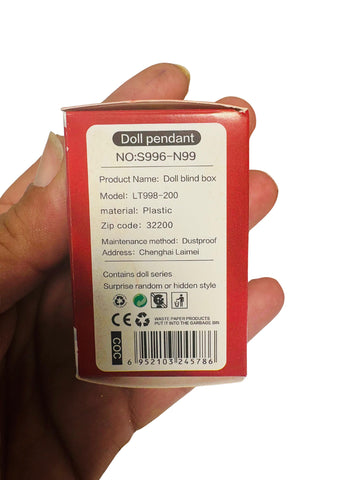 Doll pendant
NO:S996-N99
Product Name: Doll blind box
Model: LT998-200
material: Plastic
Zip code: 32200
Maintenance method: Dustproof
Address: Chenghai Laimei
Contains doll series
Surprise random or hidden style
CE
WASTE PAPER PRODUCTS
PUT IT INTO THE GARBAGE BIN
COC
6 952103 245786